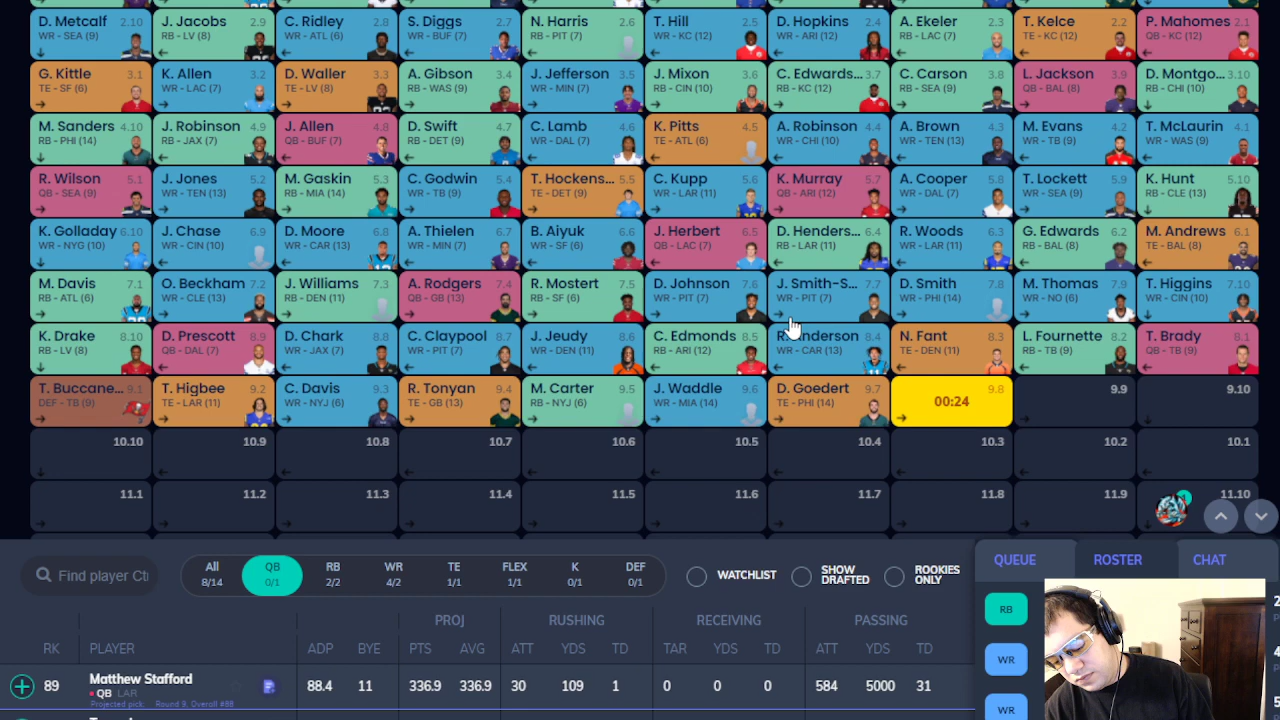 D. Metcalf 2.10
WR - SEA (9)
J. Jacobs 2.9
RB - LV (8)
C. Ridley 2.8
WR - ATL (6)
S. Diggs 2.7
WR - BUF (7)
N. Harris 2.6
RB - PIT (7)
T. Hill 2.5
WR - KC (12)
D. Hopkins 2.4
WR - ARI (12)
A. Ekeler 2.3
RB - LAC (7)
T. Kelce 2.2
TE - KC (12)
P. Mahomes 2.1
QB - KC (12)
G. Kittle 3.1
TE - SF (6)
K. Allen 3.2
WR - LAC (7)
D. Waller 3.3
TE - LV (8)
A. Gibson 3.4
RB - WAS (9)
J. Jefferson 3.5
WR - MIN (7)
J. Mixon 3.6
RB - CIN (10)
C. Edwards... 3.7
RB - KC (12)
C. Carson 3.8
RB - SEA (9)
L. Jackson 3.9
QB - BAL (8)
D. Montgo... 3.10
RB - CHI (10)
M. Sanders 4.10
RB - PHI (14)
J. Robinson 4.9
RB - JAX (7)
J. Allen 4.8
QB - BUF (7)
D. Swift 4.7
RB - DET (9)
C. Lamb 4.6
WR - DAL (7)
K. Pitts 4.5
TE - ATL (6)
A. Robinson 4.4
WR - CHI (10)
A. Brown 4.3
WR - TEN (13)
M. Evans 4.2
WR - TB (9)
T. McLaurin 4.1
WR - WAS (9)
R. Wilson 5.1
QB - SEA (9)
J. Jones 5.2
WR - TEN (13)
M. Gaskin 5.3
RB - MIA (14)
C. Godwin 5.4
WR - TB (9)
T. Hockens... 5.5
TE - DET (9)
C. Kupp 5.6
WR - LAR (11)
K. Murray 5.7
QB - ARI (12)
A. Cooper 5.8
WR - DAL (7)
T. Lockett 5.9
WR - SEA (9)
K. Hunt 5.10
RB - CLE (13)
K. Golladay 6.10
WR - NYG (10)
J. Chase 6.9
WR - CIN (10)
D. Moore 6.8
WR - CAR (13)
A. Thielen 6.7
WR - MIN (7)
B. Aiyuk 6.6
WR - SF (6)
J. Herbert 6.5
QB - LAC (7)
D. Henders... 6.4
RB - LAR (11)
R. Woods 6.3
WR - LAR (11)
G. Edwards 6.2
RB - BAL (8)
M. Andrews 6.1
TE - BAL (8)
M. Davis 7.1
RB - ATL (6)
O. Beckham 7.2
WR - CLE (13)
J. Williams 7.3
RB - DEN (11)
A. Rodgers 7.4
QB - GB (13)
R. Mostert 7.5
RB - SF (6)
D. Johnson 7.6
WR - PIT (7)
J. Smith-S... 7.7
WR - PIT (7)
D. Smith 7.8
WR - PHI (14)
M. Thomas 7.9
WR - NO (6)
T. Higgins 7.10
WR - CIN (10)
K. Drake 8.10
RB - LV (8)
D. Prescott 8.9
QB - DAL (7)
D. Chark 8.8
WR - JAX (7)
C. Claypool 8.7
WR - PIT (7)
J. Jeudy 8.6
WR - DEN (11)
C. Edmonds 8.5
RB - ARI (12)
R. Anderson 8.4
WR - CAR (13)
N. Fant 8.3
TE - DEN (11)
L. Fournette 8.2
RB - TB (9)
T. Brady 8.1
QB - TB (9)
T. Buccane... 9.1
DEF - TB (9)
T. Higbee 9.2
TE - LAR (11)
C. Davis 9.3
WR - NYJ (6)
R. Tonyan 9.4
TE - GB (13)
M. Carter 9.5
RB - NYJ (6)
J. Waddle 9.6
WR - MIA (14)
D. Goedert 9.7
TE - PHI (14)
9.8
00:24
9.9
9.10
10.10 10.9 10.8 10.7 10.6 10.5 10.4 10.3 10.2 10.1
11.1 11.2 11.3 11.4 11.5 11.6 11.7 11.8 11.9 11.10
Find player Ctr
All
8/14
QB
0/1
RB
2/2
WR
4/2
TE
1/1
FLEX
1/1
K
0/1
DEF
0/1
WATCHLIST
SHOW
DRAFTED
ROOKIES
ONLY
QUEUE ROSTER CHAT
PROJ RUSHING RECEIVING PASSING
RK PLAYER ADP BYE PTS AVG ATT YDS TD TAR YDS TD ATT YDS TD
89 Matthew Stafford 88.4 11 336.9 336.9 30 109 1 0 0 0 584 5000 31
QB LAR
Projected pick: Round 9, Overall #88
RB
WR
WR